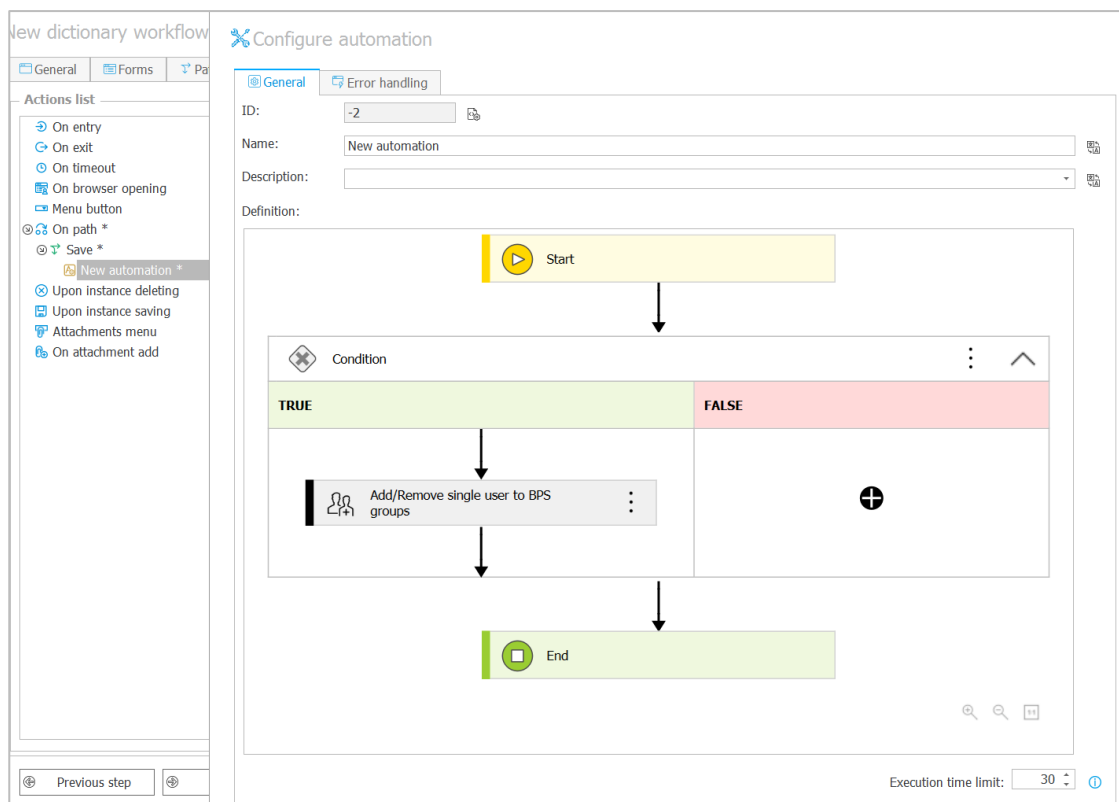 New dictionary workflow
General
Forms
Pa
Actions list
On entry
On exit
On timeout
On browser opening
Menu button
On path *
Save *
New automation *
Upon instance deleting
Upon instance saving
Attachments menu
On attachment add
Previous step
Configure automation
General
Error handling
ID:
-2
Name:
New automation
Description:
Definition:
Start
Condition
TRUE
FALSE
Add/Remove single user to BPS
groups
End
Execution time limit:
30